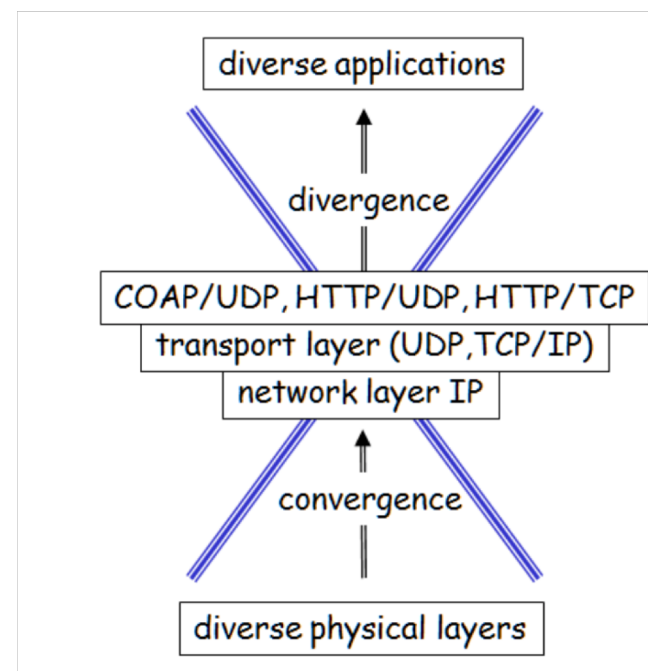 diverse applications
divergence
COAP/UDP, HTTP/UDP, HTTP/TCP
transport layer (UDP,TCP/IP)
network layer IP
convergence
diverse physical layers